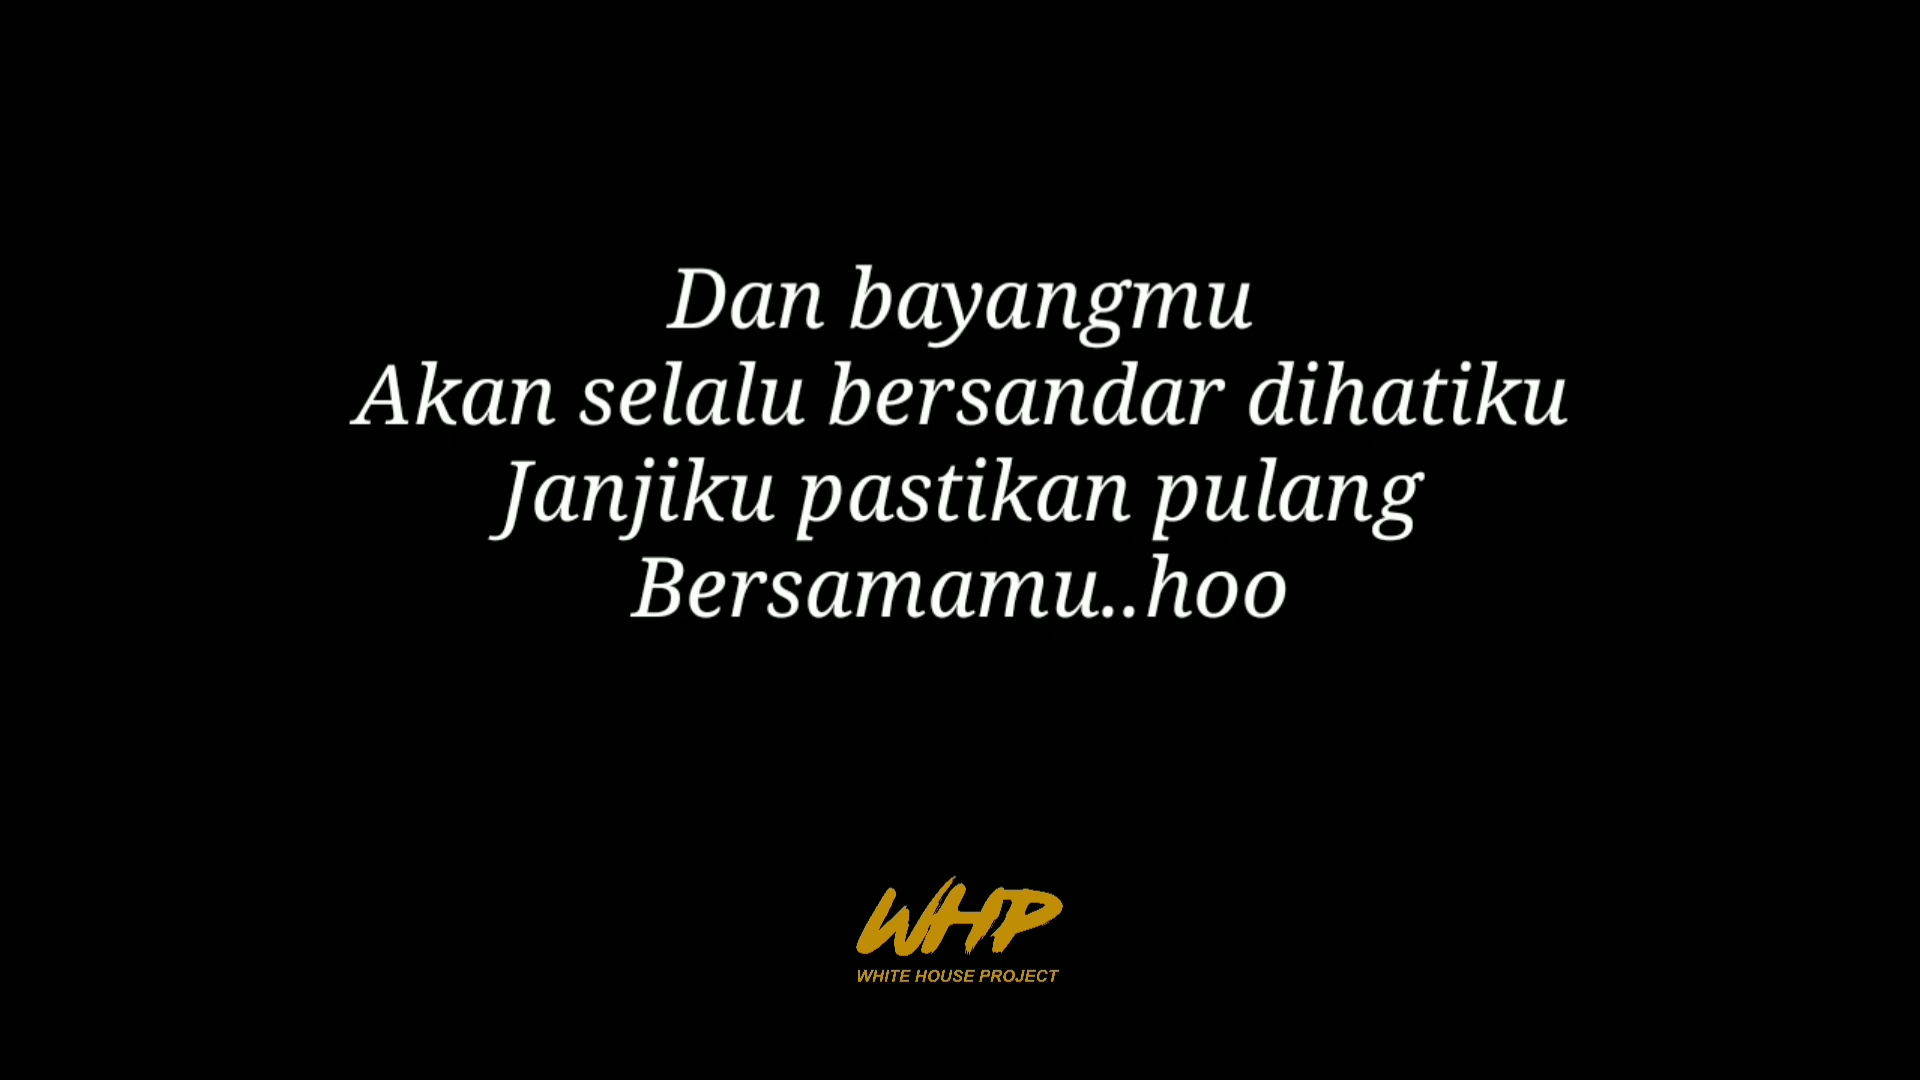 Dan bayangmu
Akan selalu bersandar dihatiku
Janjiku pastikan pulang
Bersamamu..hoo
WHP
WHITE HOUSE PROJECT